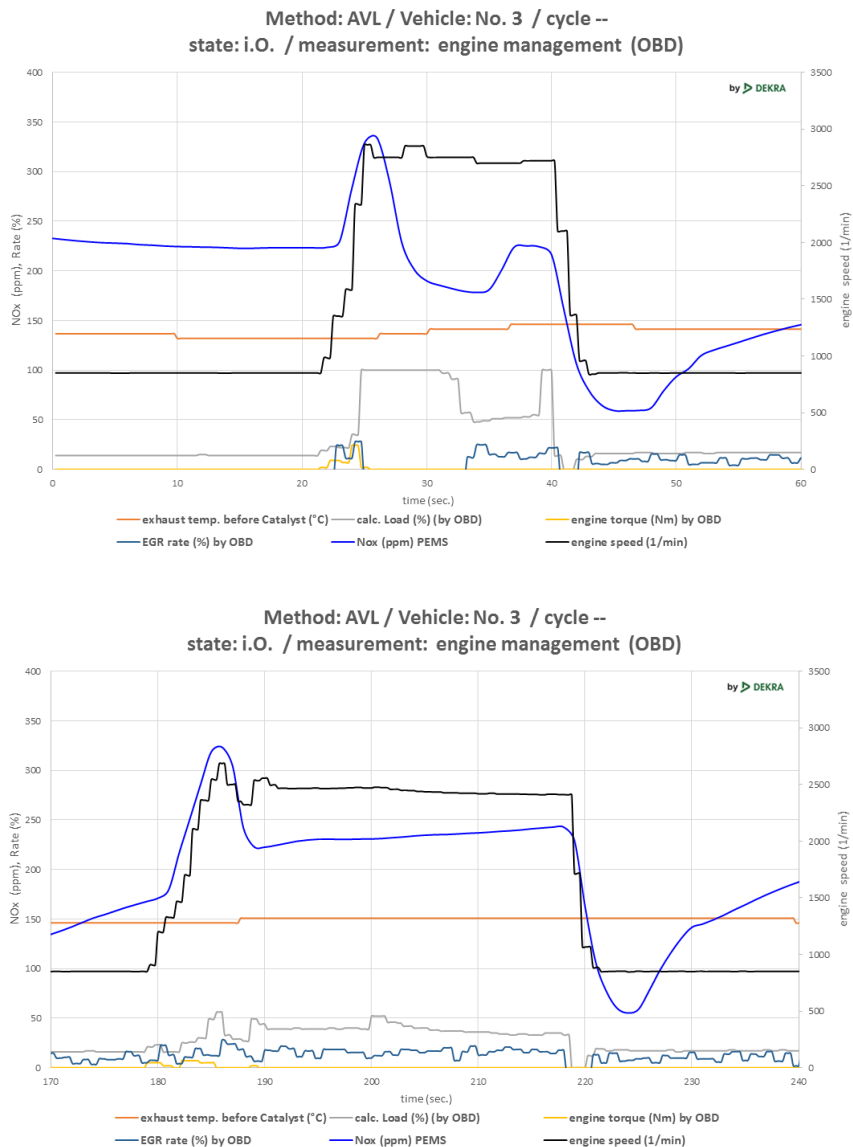 Method: AVL / Vehicle: No. 3 / cycle --
state: i.O. / measurement: engine management (OBD)
by DEKRA
NOx (ppm), Rate (%)
400
350
300
250
200
150
100
50
0
engine speed (1/min)
3500
3000
2500
2000
1500
1000
500
0
0 10 20 30 40 50 60
time (sec.)
exhaust temp. before Catalyst (°C) calc. Load (%) (by OBD) engine torque (Nm) by OBD
EGR rate (%) by OBD Nox (ppm) PEMS engine speed (1/min)
Method: AVL / Vehicle: No. 3 / cycle --
state: i.O. / measurement: engine management (OBD)
by DEKRA
NOx (ppm), Rate (%)
400
350
300
250
200
150
100
50
0
engine speed (1/min)
3500
3000
2500
2000
1500
1000
500
0
170 180 190 200 210 220 230 240
time (sec.)
exhaust temp. before Catalyst (°C) calc. Load (%) (by OBD) engine torque (Nm) by OBD
EGR rate (%) by OBD Nox (ppm) PEMS engine speed (1/min)